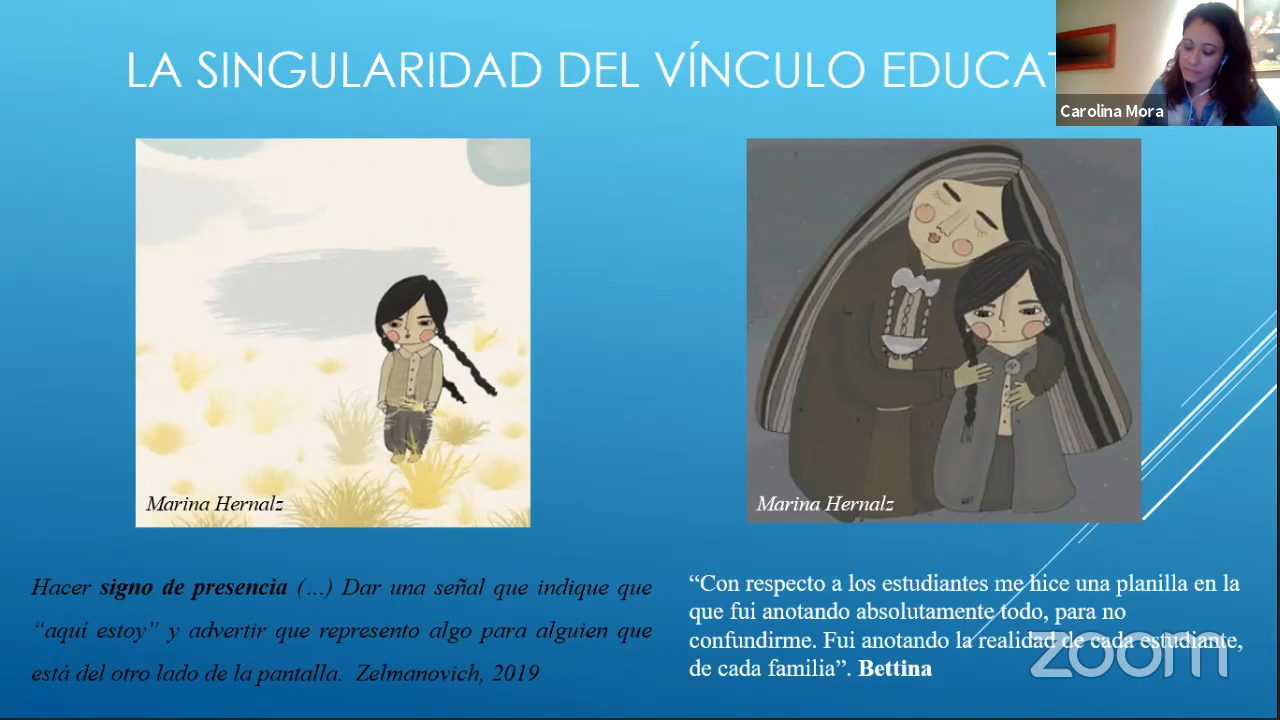 LA SINGULARIDAD DEL VÍNCULO EDUCAT
Carolina Mora
Marina Hernalz
Marina Hernalz
Hacer signo de presencia (...) Dar una señal que indique que
“aquí estoy” y advertir que represento algo para alguien que
está del otro lado de la pantalla. Zelmanovich, 2019
“Con respecto a los estudiantes me hice una planilla en la
que fui anotando absolutamente todo, para no
confundirme. Fui anotando la realidad de cada estudiante,
de cada familia”. Bettina
zoom